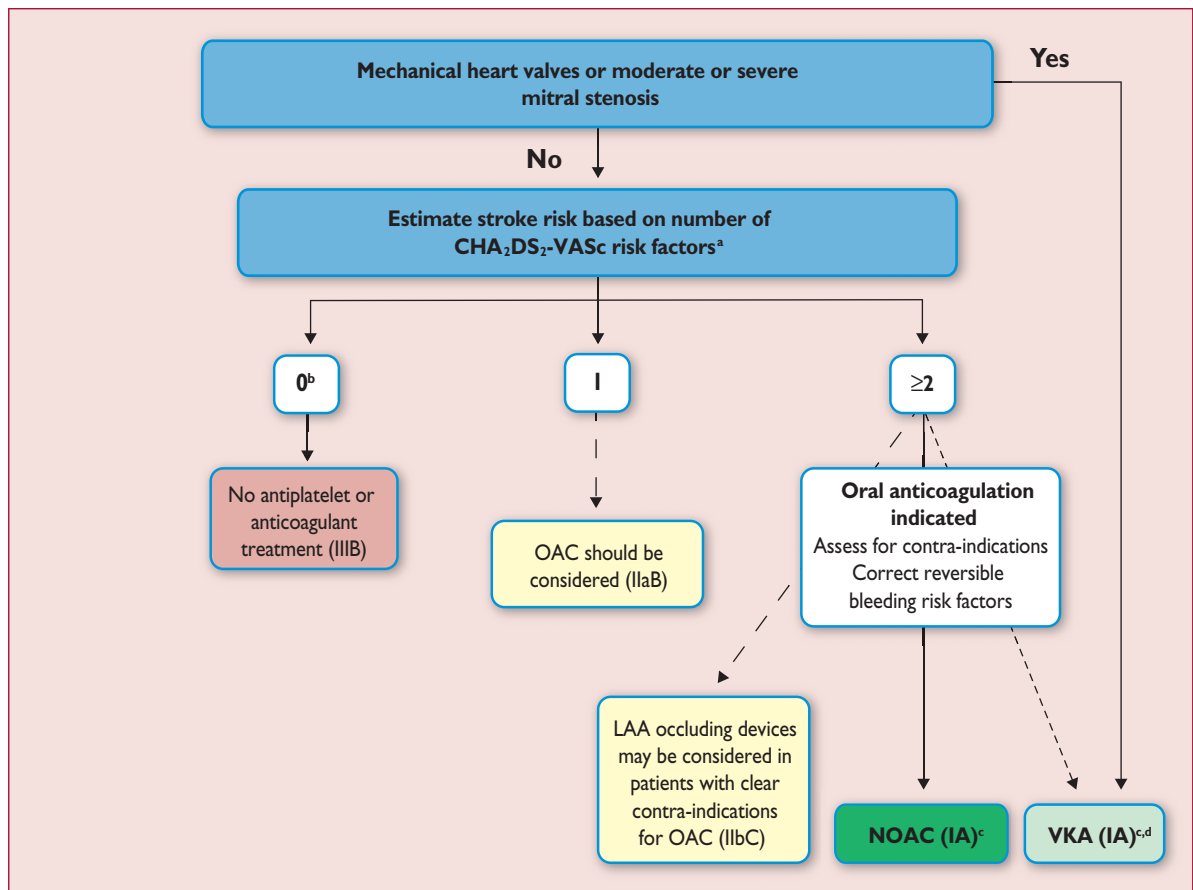 Mechanical heart valves or moderate or severe
mitral stenosis
Yes
No
Estimate stroke risk based on number of
CHA₂DS₂-VASc risk factorsᵃ
0ᵇ
1
≥2
No antiplatelet or
anticoagulant
treatment (IIIB)
OAC should be
considered (IIaB)
Oral anticoagulation
indicated
Assess for contra-indications
Correct reversible
bleeding risk factors
LAA occluding devices
may be considered in
patients with clear
contra-indications
for OAC (IIbC)
NOAC (IA)ᶜ
VKA (IA)ᶜ,ᵈ